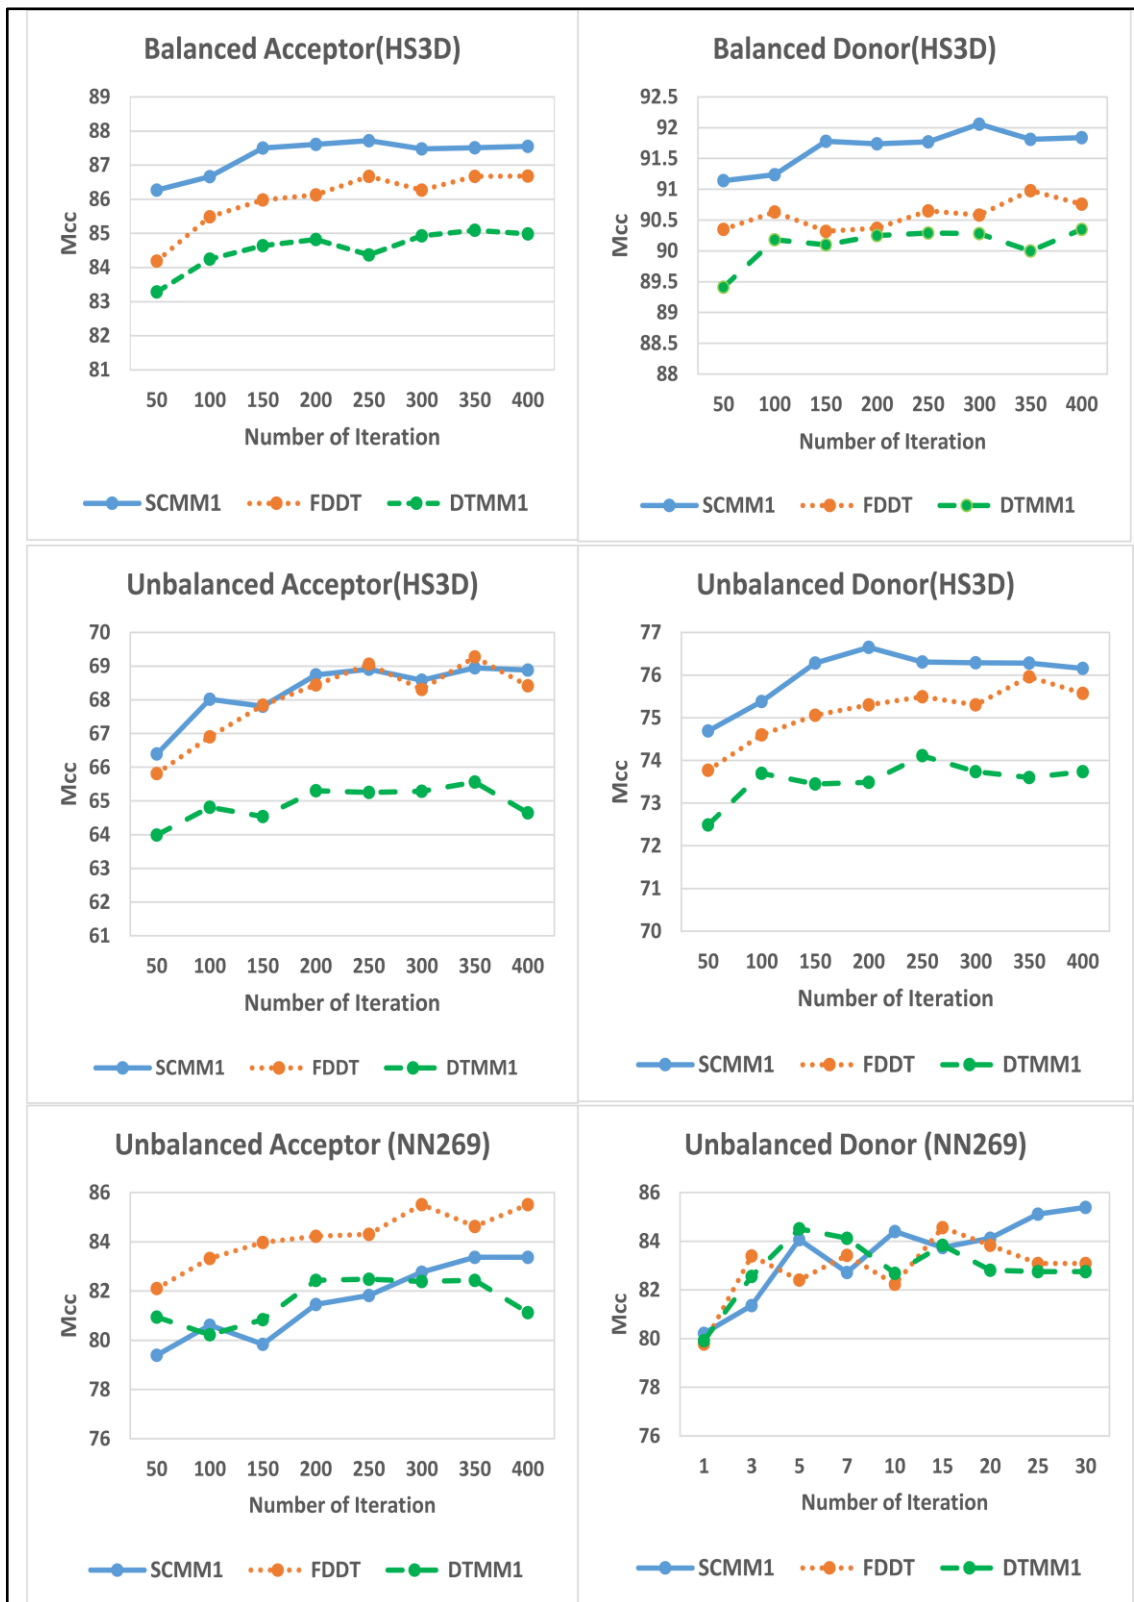 Balanced Acceptor(HS3D)
89
88
87
86
85
84
83
82
81
Mcc
50 100 150 200 250 300 350 400
Number of Iteration
SCMM1 FDDT DTMM1
Balanced Donor(HS3D)
92.5
92
91.5
91
90.5
90
89.5
89
88.5
88
Mcc
50 100 150 200 250 300 350 400
Number of Iteration
SCMM1 FDDT DTMM1
Unbalanced Acceptor(HS3D)
70
69
68
67
66
65
64
63
62
61
Mcc
50 100 150 200 250 300 350 400
Number of Iteration
SCMM1 FDDT DTMM1
Unbalanced Donor(HS3D)
77
76
75
74
73
72
71
70
Mcc
50 100 150 200 250 300 350 400
Number of Iteration
SCMM1 FDDT DTMM1
Unbalanced Acceptor (NN269)
86
84
82
80
78
76
Mcc
50 100 150 200 250 300 350 400
Number of Iteration
SCMM1 FDDT DTMM1
Unbalanced Donor (NN269)
86
84
82
80
78
76
Mcc
1 3 5 7 10 15 20 25 30
Number of Iteration
SCMM1 FDDT DTMM1